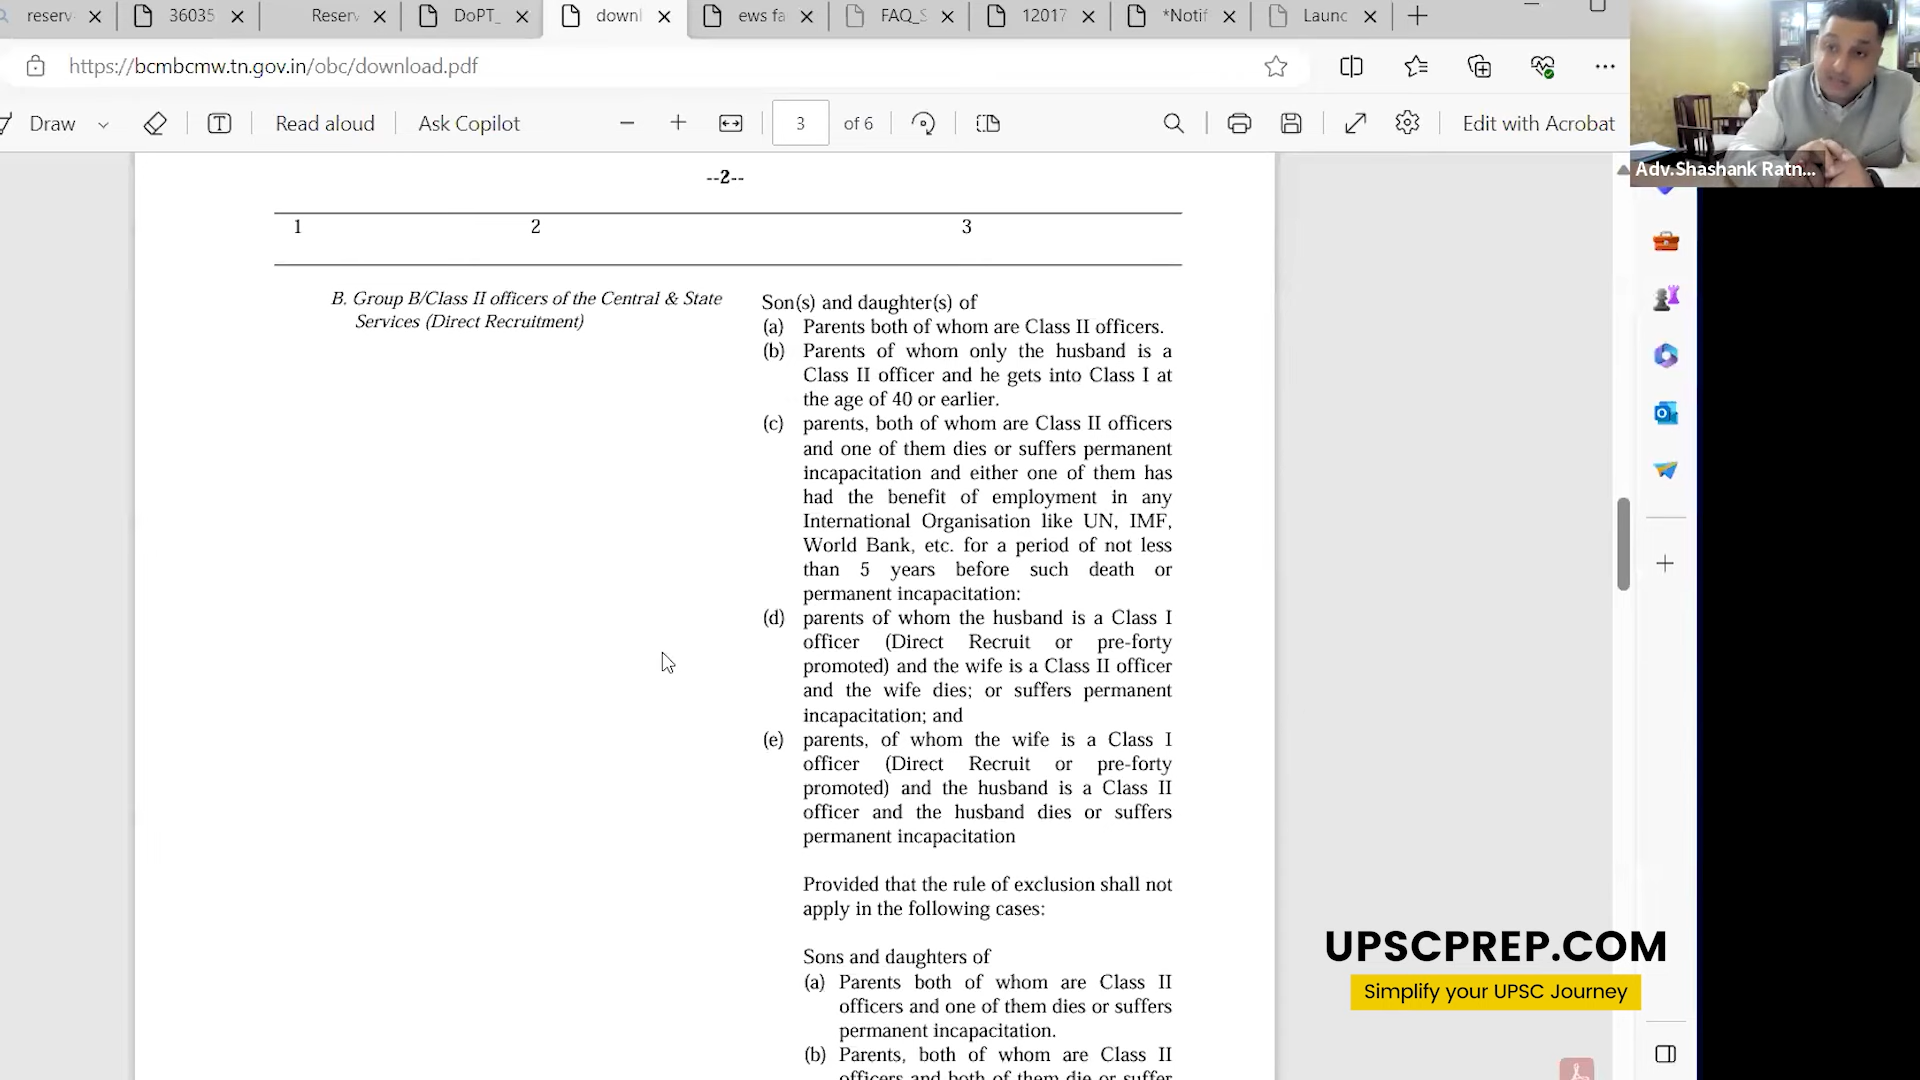 reserv
36035
Reserv
DoPT_
downl
ews fa
FAQ_S
12017
*Notif
Launc
https://bcmbcmw.tn.gov.in/obc/download.pdf
Draw
Read aloud
Ask Copilot
3
of 6
Edit with Acrobat
Adv.Shashank Ratn...
--2--
1 2 3
B. Group B/Class II officers of the Central & State
Services (Direct Recruitment)
Son(s) and daughter(s) of
(a) Parents both of whom are Class II officers.
(b) Parents of whom only the husband is a
Class II officer and he gets into Class I at
the age of 40 or earlier.
(c) parents, both of whom are Class II officers
and one of them dies or suffers permanent
incapacitation and either one of them has
had the benefit of employment in any
International Organisation like UN, IMF,
World Bank, etc. for a period of not less
than 5 years before such death or
permanent incapacitation:
(d) parents of whom the husband is a Class I
officer (Direct Recruit or pre-forty
promoted) and the wife is a Class II officer
and the wife dies; or suffers permanent
incapacitation; and
(e) parents, of whom the wife is a Class I
officer (Direct Recruit or pre-forty
promoted) and the husband is a Class II
officer and the husband dies or suffers
permanent incapacitation
Provided that the rule of exclusion shall not
apply in the following cases:
Sons and daughters of
(a) Parents both of whom are Class II
officers and one of them dies or suffers
permanent incapacitation.
(b) Parents, both of whom are Class II
officers and both of them die or suffer
UPSCPREP.COM
Simplify your UPSC Journey